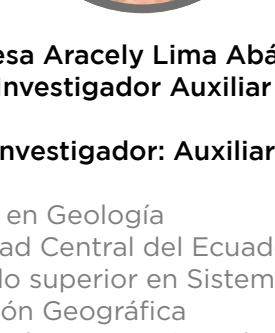 esa Aracely Lima Abá
Investigador Auxiliar
nvestigador: Auxiliar
en Geología
ad Central del Ecuad
lo superior en Sistem
ón Geográfica